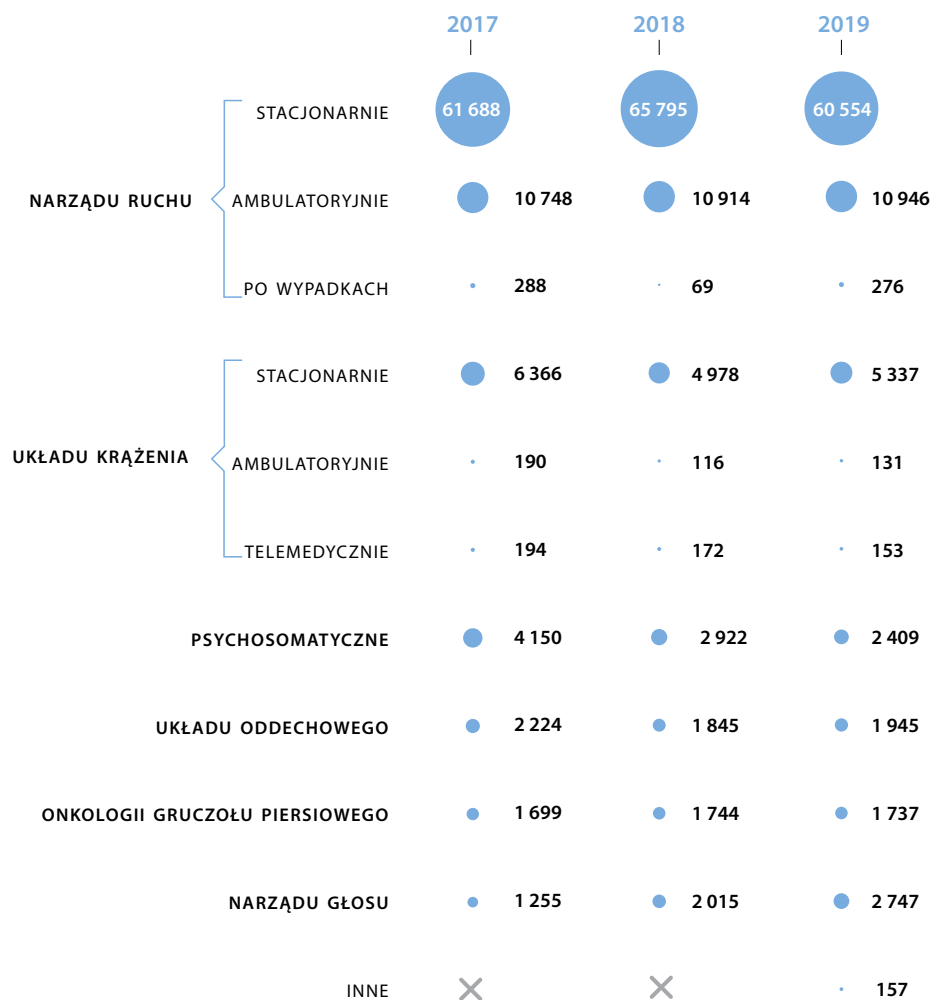 2017 2018 2019
STACJONARNIE 61 688 65 795 60 554
NARZĄDU RUCHU AMBULATORYJNIE 10 748 10 914 10 946
PO WYPADKACH 288 69 276
STACJONARNIE 6 366 4 978 5 337
UKŁADU KRĄŻENIA AMBULATORYJNIE 190 116 131
TELEMEDYCZNIE 194 172 153
PSYCHOSOMATYCZNE 4 150 2 922 2 409
UKŁADU ODDECHOWEGO 2 224 1 845 1 945
ONKOLOGII GRUCZOŁU PIERSIOWEGO 1 699 1 744 1 737
NARZĄDU GŁOSU 1 255 2 015 2 747
INNE 157